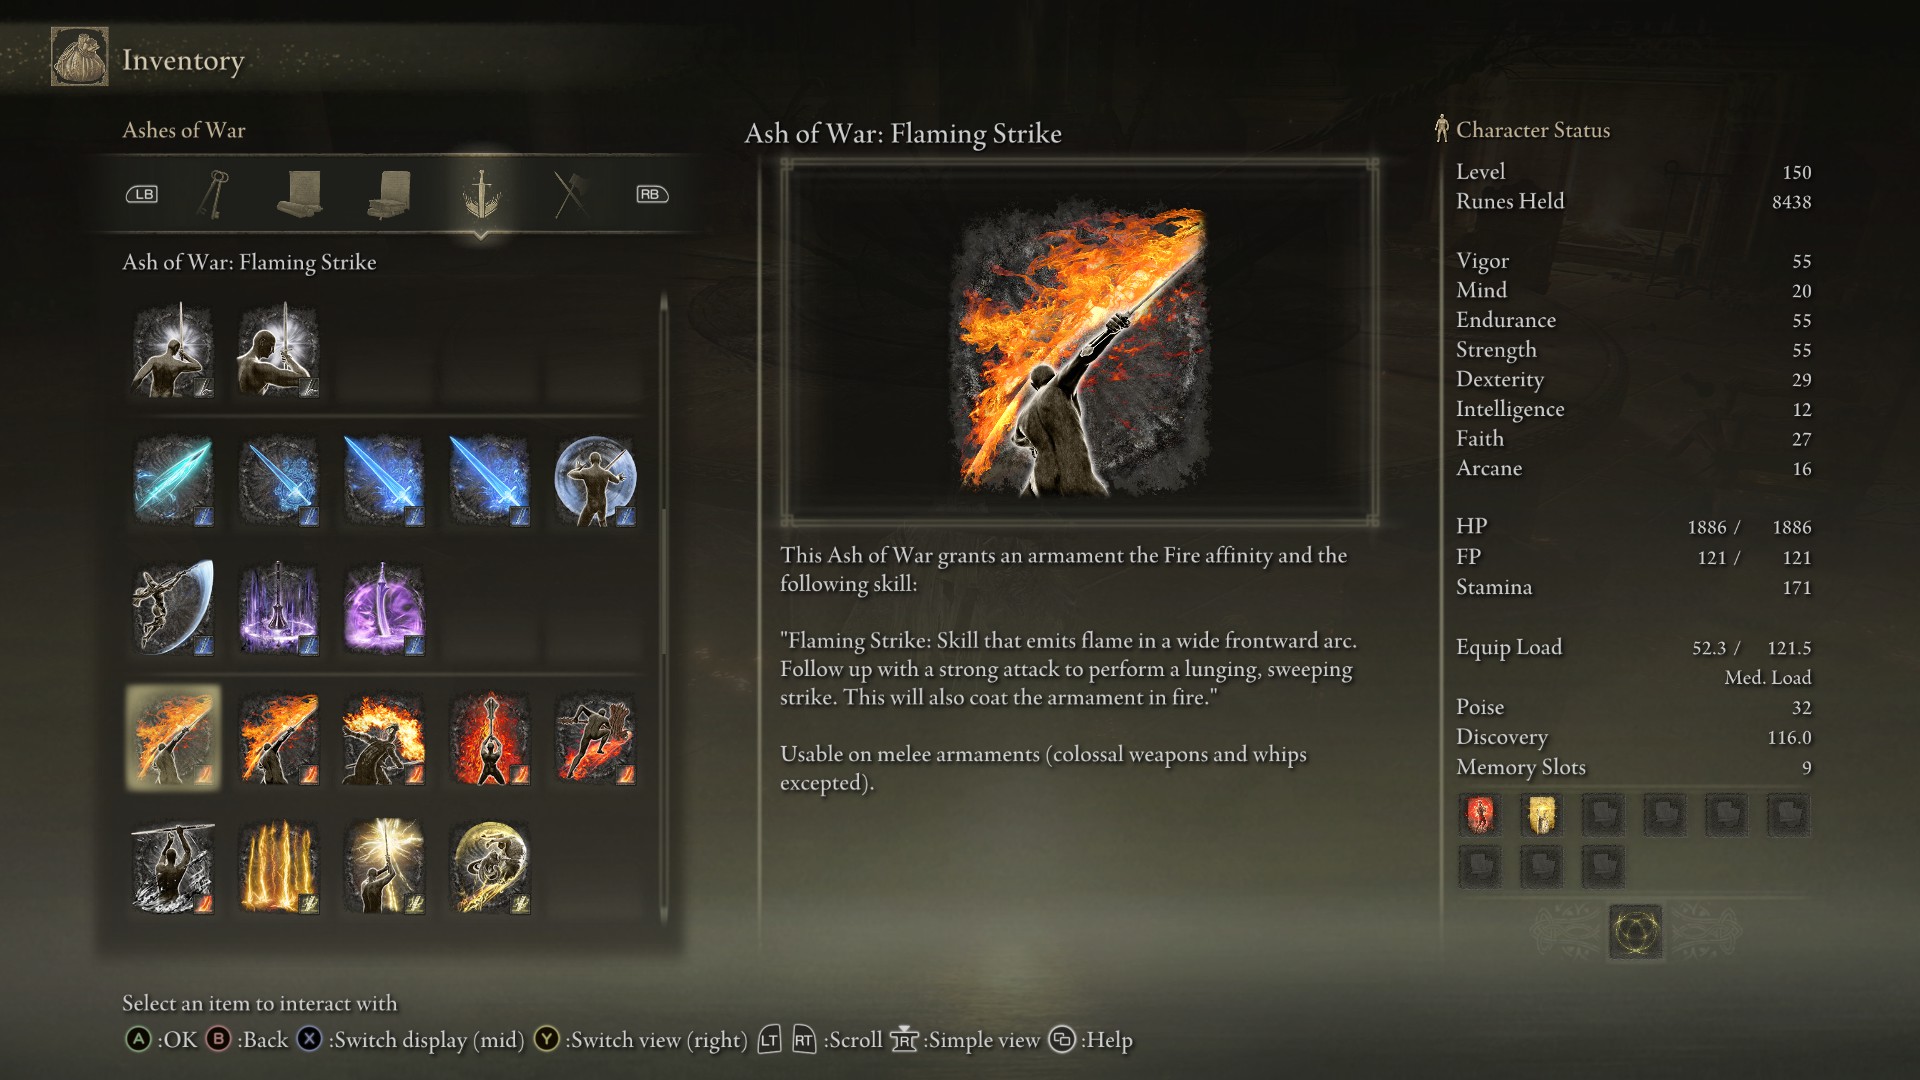 Inventory
Ashes of War
LB
RB
Ash of War: Flaming Strike
Ash of War: Flaming Strike
This Ash of War grants an armament the Fire affinity and the
following skill:
"Flaming Strike: Skill that emits flame in a wide frontward arc.
Follow up with a strong attack to perform a lunging, sweeping
strike. This will also coat the armament in fire."
Usable on melee armaments (colossal weapons and whips
excepted).
Character Status
Level 150
Runes Held 8438
Vigor 55
Mind 20
Endurance 55
Strength 55
Dexterity 29
Intelligence 12
Faith 27
Arcane 16
HP 1886 / 1886
FP 121 / 121
Stamina 171
Equip Load 52.3 / 121.5
Med. Load
Poise 32
Discovery 116.0
Memory Slots 9
Select an item to interact with
A :OK B :Back X :Switch display (mid) Y :Switch view (right) LT RT :Scroll R :Simple view :Help